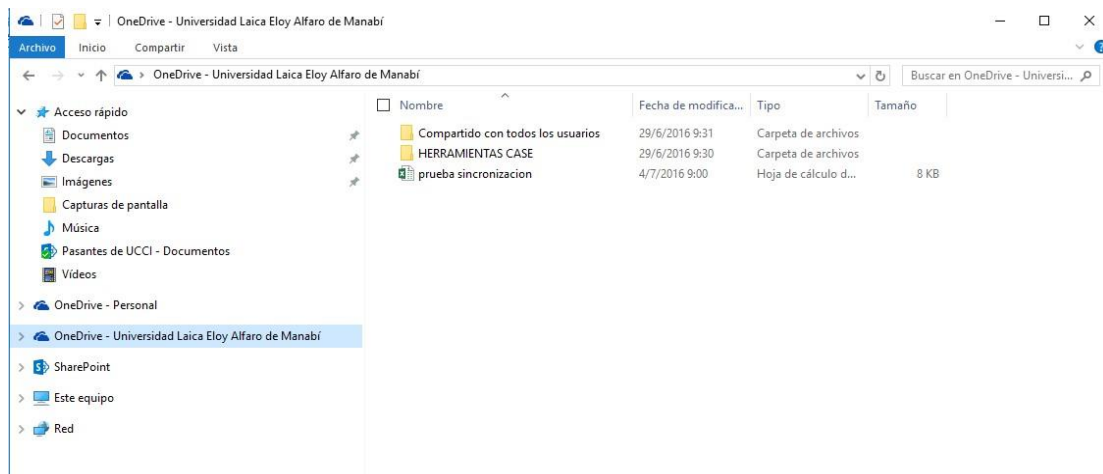 OneDrive - Universidad Laica Eloy Alfaro de Manabí
Archivo Inicio Compartir Vista
OneDrive - Universidad Laica Eloy Alfaro de Manabí Buscar en OneDrive - Universi...
Nombre Fecha de modifica... Tipo Tamaño
Compartido con todos los usuarios 29/6/2016 9:31 Carpeta de archivos
HERRAMIENTAS CASE 29/6/2016 9:30 Carpeta de archivos
prueba sincronizacion 4/7/2016 9:00 Hoja de cálculo d... 8 KB
Acceso rápido
Documentos
Descargas
Imágenes
Capturas de pantalla
Música
Pasantes de UCCI - Documentos
Vídeos
OneDrive - Personal
OneDrive - Universidad Laica Eloy Alfaro de Manabí
SharePoint
Este equipo
Red